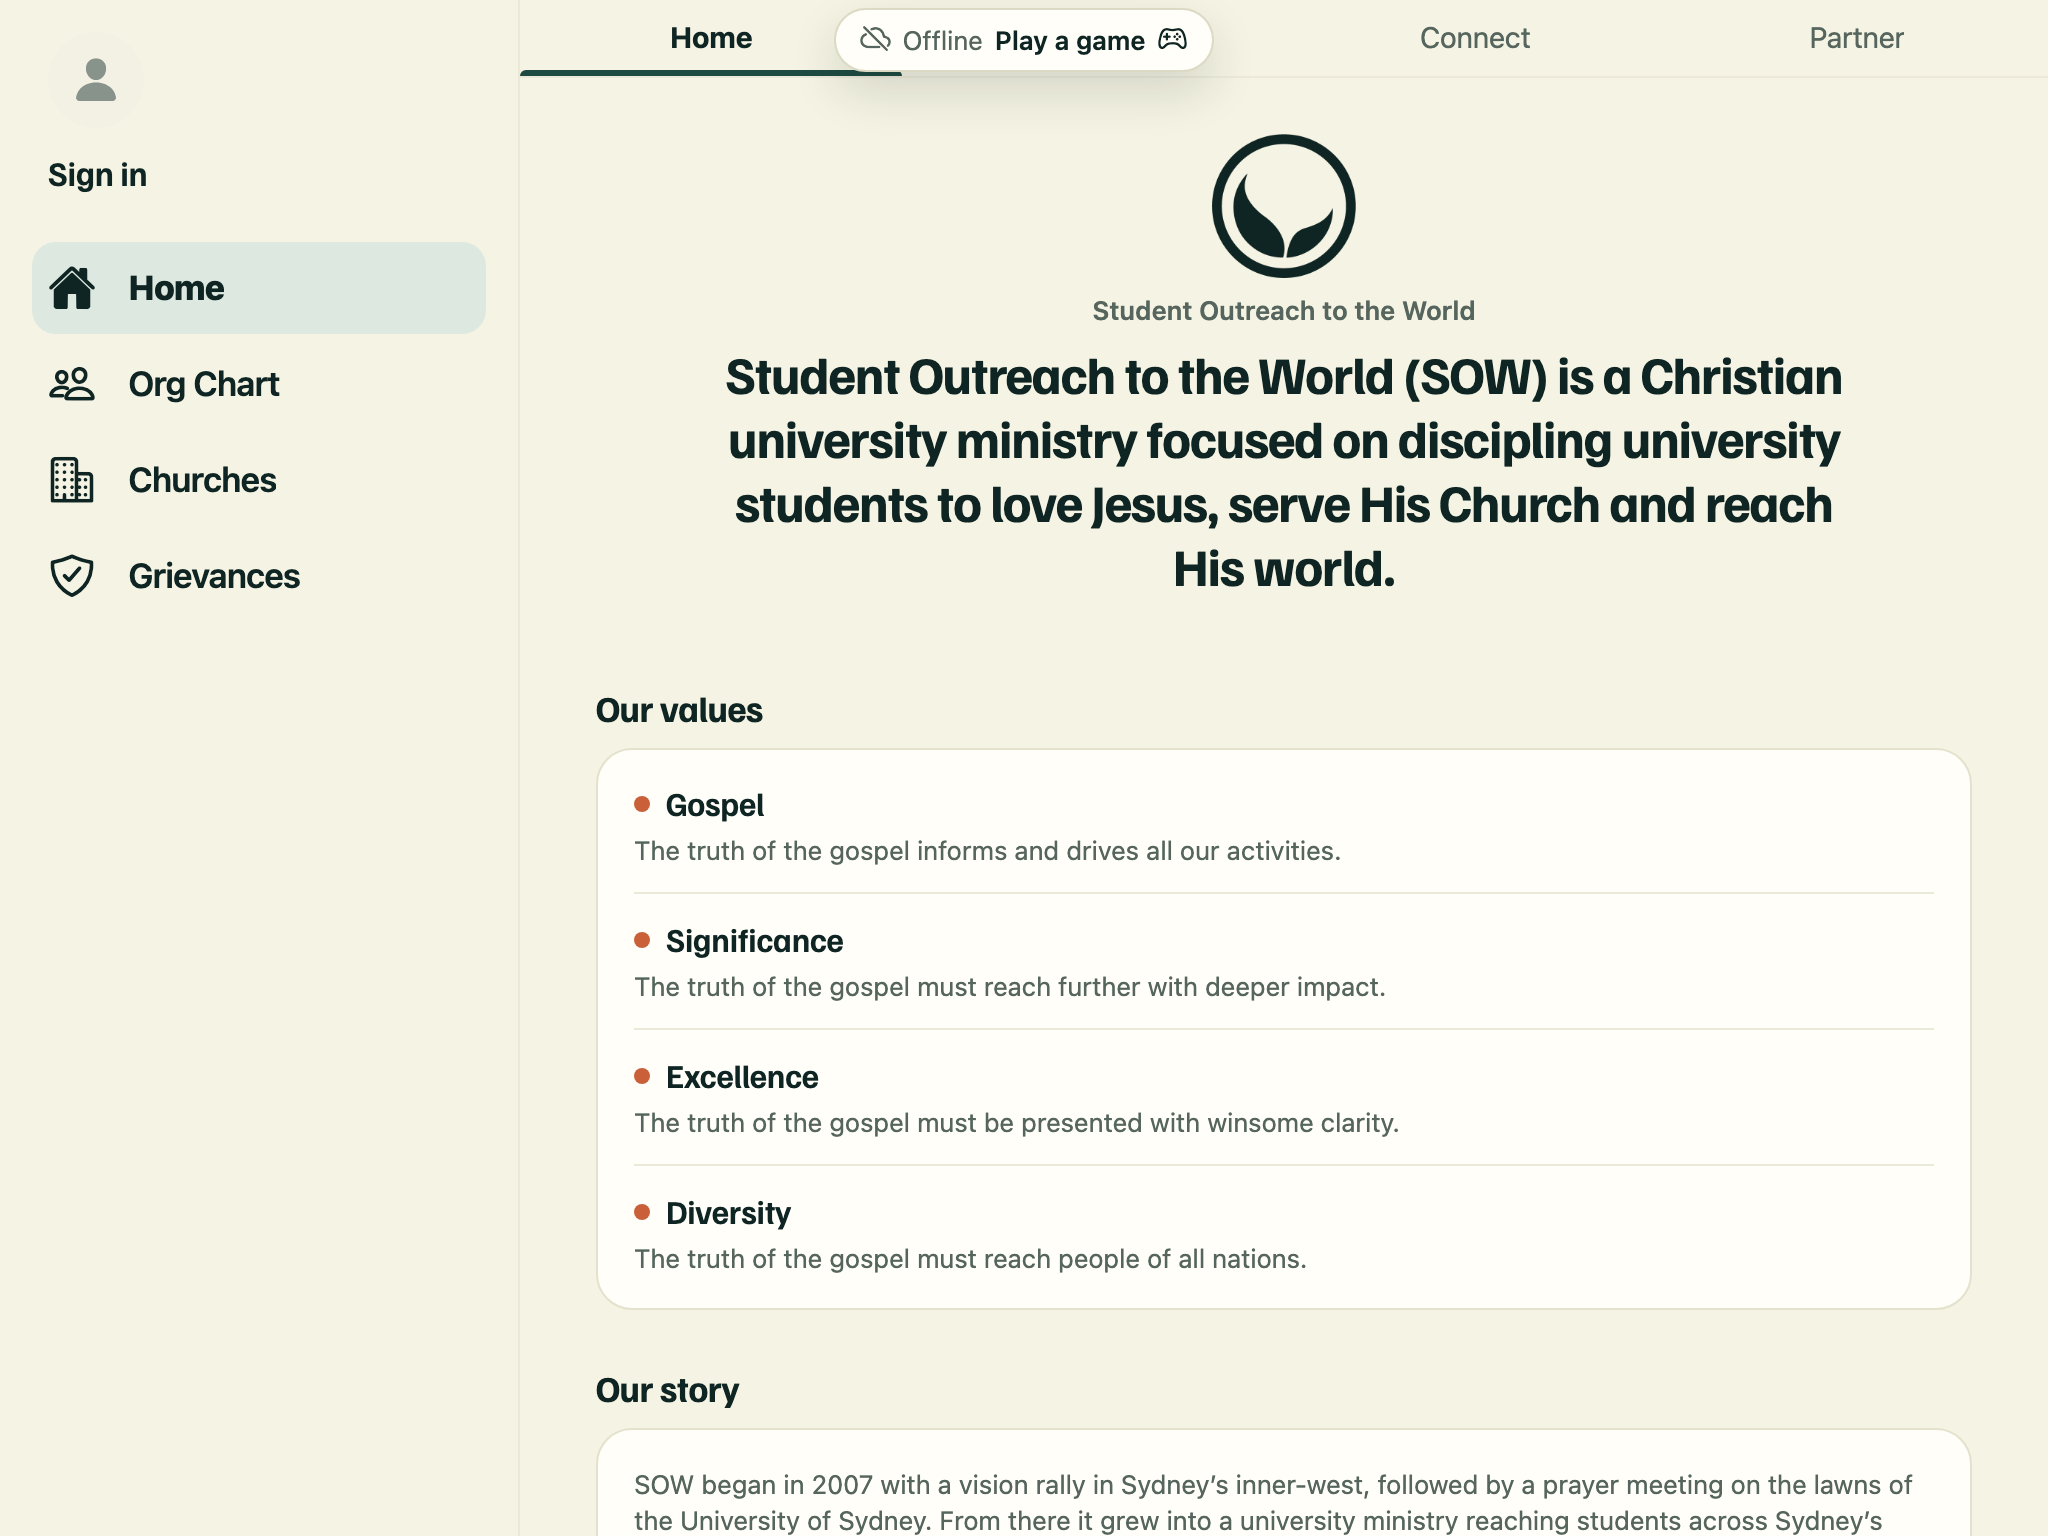 Sign in
Home
Org Chart
Churches
Grievances
Home
Offline Play a game
Connect
Partner
Student Outreach to the World
Student Outreach to the World (SOW) is a Christian
university ministry focused on discipling university
students to love Jesus, serve His Church and reach
His world.
Our values
Gospel
The truth of the gospel informs and drives all our activities.
Significance
The truth of the gospel must reach further with deeper impact.
Excellence
The truth of the gospel must be presented with winsome clarity.
Diversity
The truth of the gospel must reach people of all nations.
Our story
SOW began in 2007 with a vision rally in Sydney’s inner-west, followed by a prayer meeting on the lawns of
the University of Sydney. From there it grew into a university ministry reaching students across Sydney’s